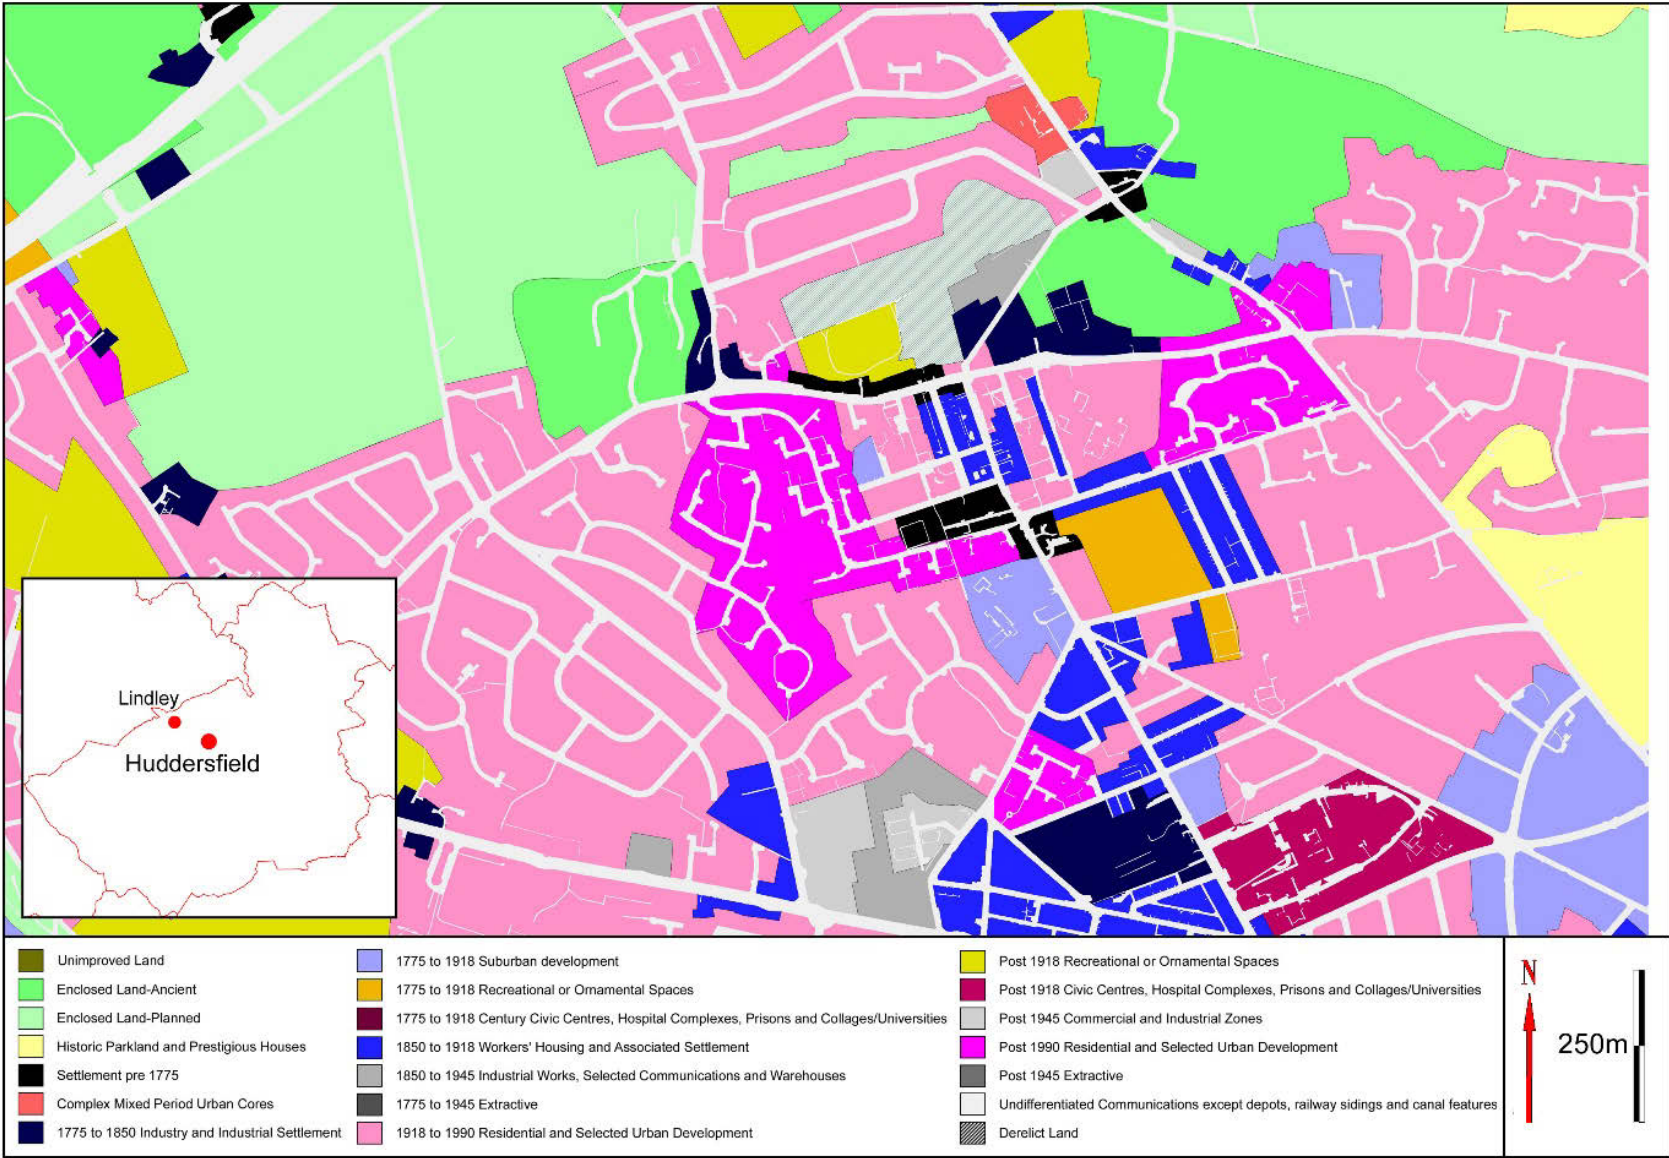 Lindley
Huddersfield
Unimproved Land
Enclosed Land-Ancient
Enclosed Land-Planned
Historic Parkland and Prestigious Houses
Settlement pre 1775
Complex Mixed Period Urban Cores
1775 to 1850 Industry and Industrial Settlement
1775 to 1918 Suburban development
1775 to 1918 Recreational or Ornamental Spaces
1775 to 1918 Century Civic Centres, Hospital Complexes, Prisons and Collages/Universities
1850 to 1918 Workers' Housing and Associated Settlement
1850 to 1945 Industrial Works, Selected Communications and Warehouses
1775 to 1945 Extractive
1918 to 1990 Residential and Selected Urban Development
Post 1918 Recreational or Ornamental Spaces
Post 1918 Civic Centres, Hospital Complexes, Prisons and Collages/Universities
Post 1945 Commercial and Industrial Zones
Post 1990 Residential and Selected Urban Development
Post 1945 Extractive
Undifferentiated Communications except depots, railway sidings and canal features
Derelict Land
N
250m